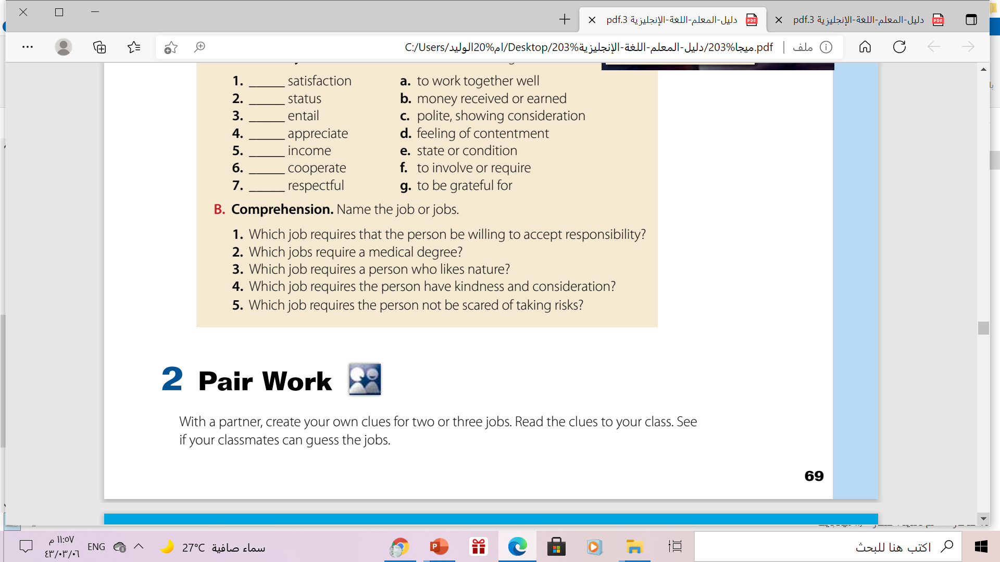 دليل-المعلم-اللغة-الإنجليزية 3.pdf
دليل-المعلم-اللغة-الإنجليزية 3.pdf
ملف
C:/Users/ام%20الوليد/Desktop/ميجا%203/دليل-المعلم-اللغة-الإنجليزية%203.pdf
1. ______ satisfaction a. to work together well
2. ______ status b. money received or earned
3. ______ entail c. polite, showing consideration
4. ______ appreciate d. feeling of contentment
5. ______ income e. state or condition
6. ______ cooperate f. to involve or require
7. ______ respectful g. to be grateful for
B. Comprehension. Name the job or jobs.
1. Which job requires that the person be willing to accept responsibility?
2. Which jobs require a medical degree?
3. Which job requires a person who likes nature?
4. Which job requires the person have kindness and consideration?
5. Which job requires the person not be scared of taking risks?
2 Pair Work
With a partner, create your own clues for two or three jobs. Read the clues to your class. See
if your classmates can guess the jobs.
69
اكتب هنا للبحث
27°C سماء صافية
ENG
١١:٥٧ م
٤٣/٠٣/٠٦